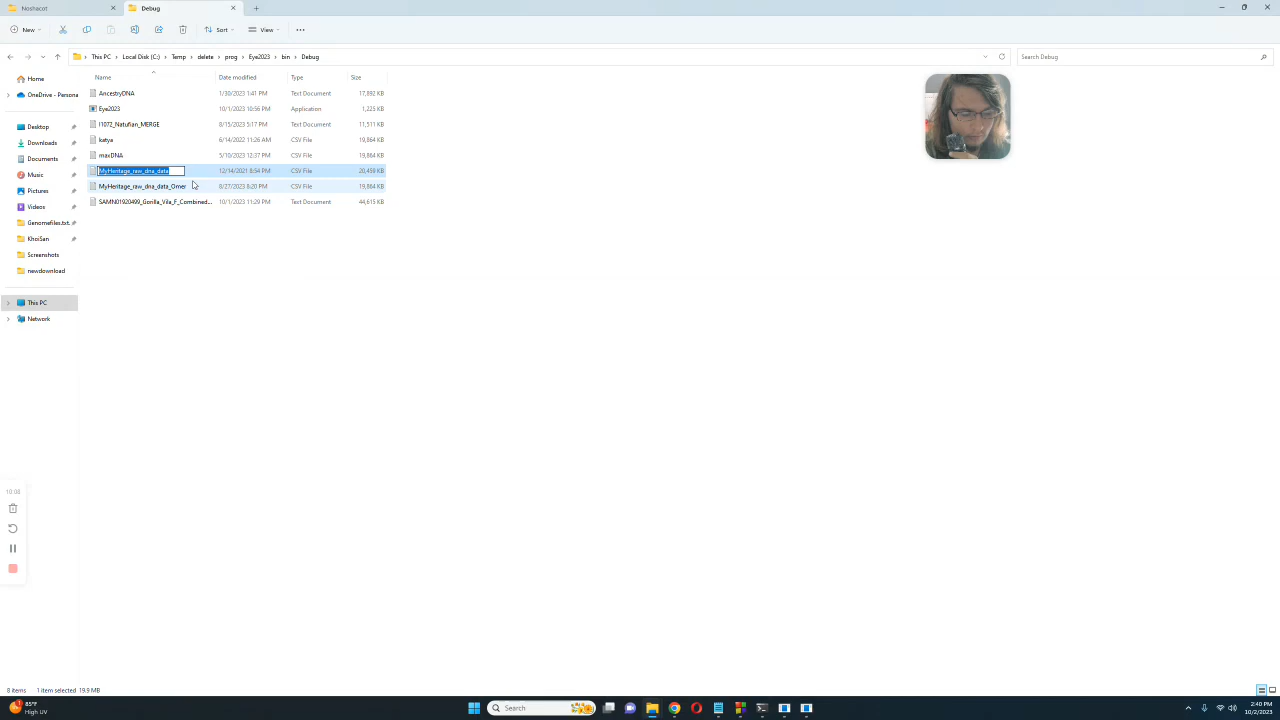 Noshacot
Debug
New
Sort
View
This PC
Local Disk (C:)
Temp
delete
prog
Eye2023
bin
Debug
Search Debug
Name
Date modified
Type
Size
Home
OneDrive - Persona
Desktop
Downloads
Documents
Music
Pictures
Videos
Genomefiles.txt.
KhoiSan
Screenshots
newdownload
This PC
Network
AncestryDNA 1/30/2023 1:41 PM Text Document 17,892 KB
Eye2023 10/1/2023 10:56 PM Application 1,225 KB
I1072_Natufian_MERGE 8/15/2023 5:17 PM Text Document 11,511 KB
katya 6/14/2022 11:26 AM CSV File 19,864 KB
maxDNA 5/10/2023 12:37 PM CSV File 19,864 KB
MyHeritage_raw_dna_data 12/14/2021 8:54 PM CSV File 20,459 KB
MyHeritage_raw_dna_data_Omer 8/27/2023 8:20 PM CSV File 19,864 KB
SAMN01920499_Gorilla_Vila_F_Combined... 10/1/2023 11:29 PM Text Document 44,615 KB
10:08
8 items 1 item selected 19.9 MB
85°F
High UV
Search
2:40 PM
10/2/2023